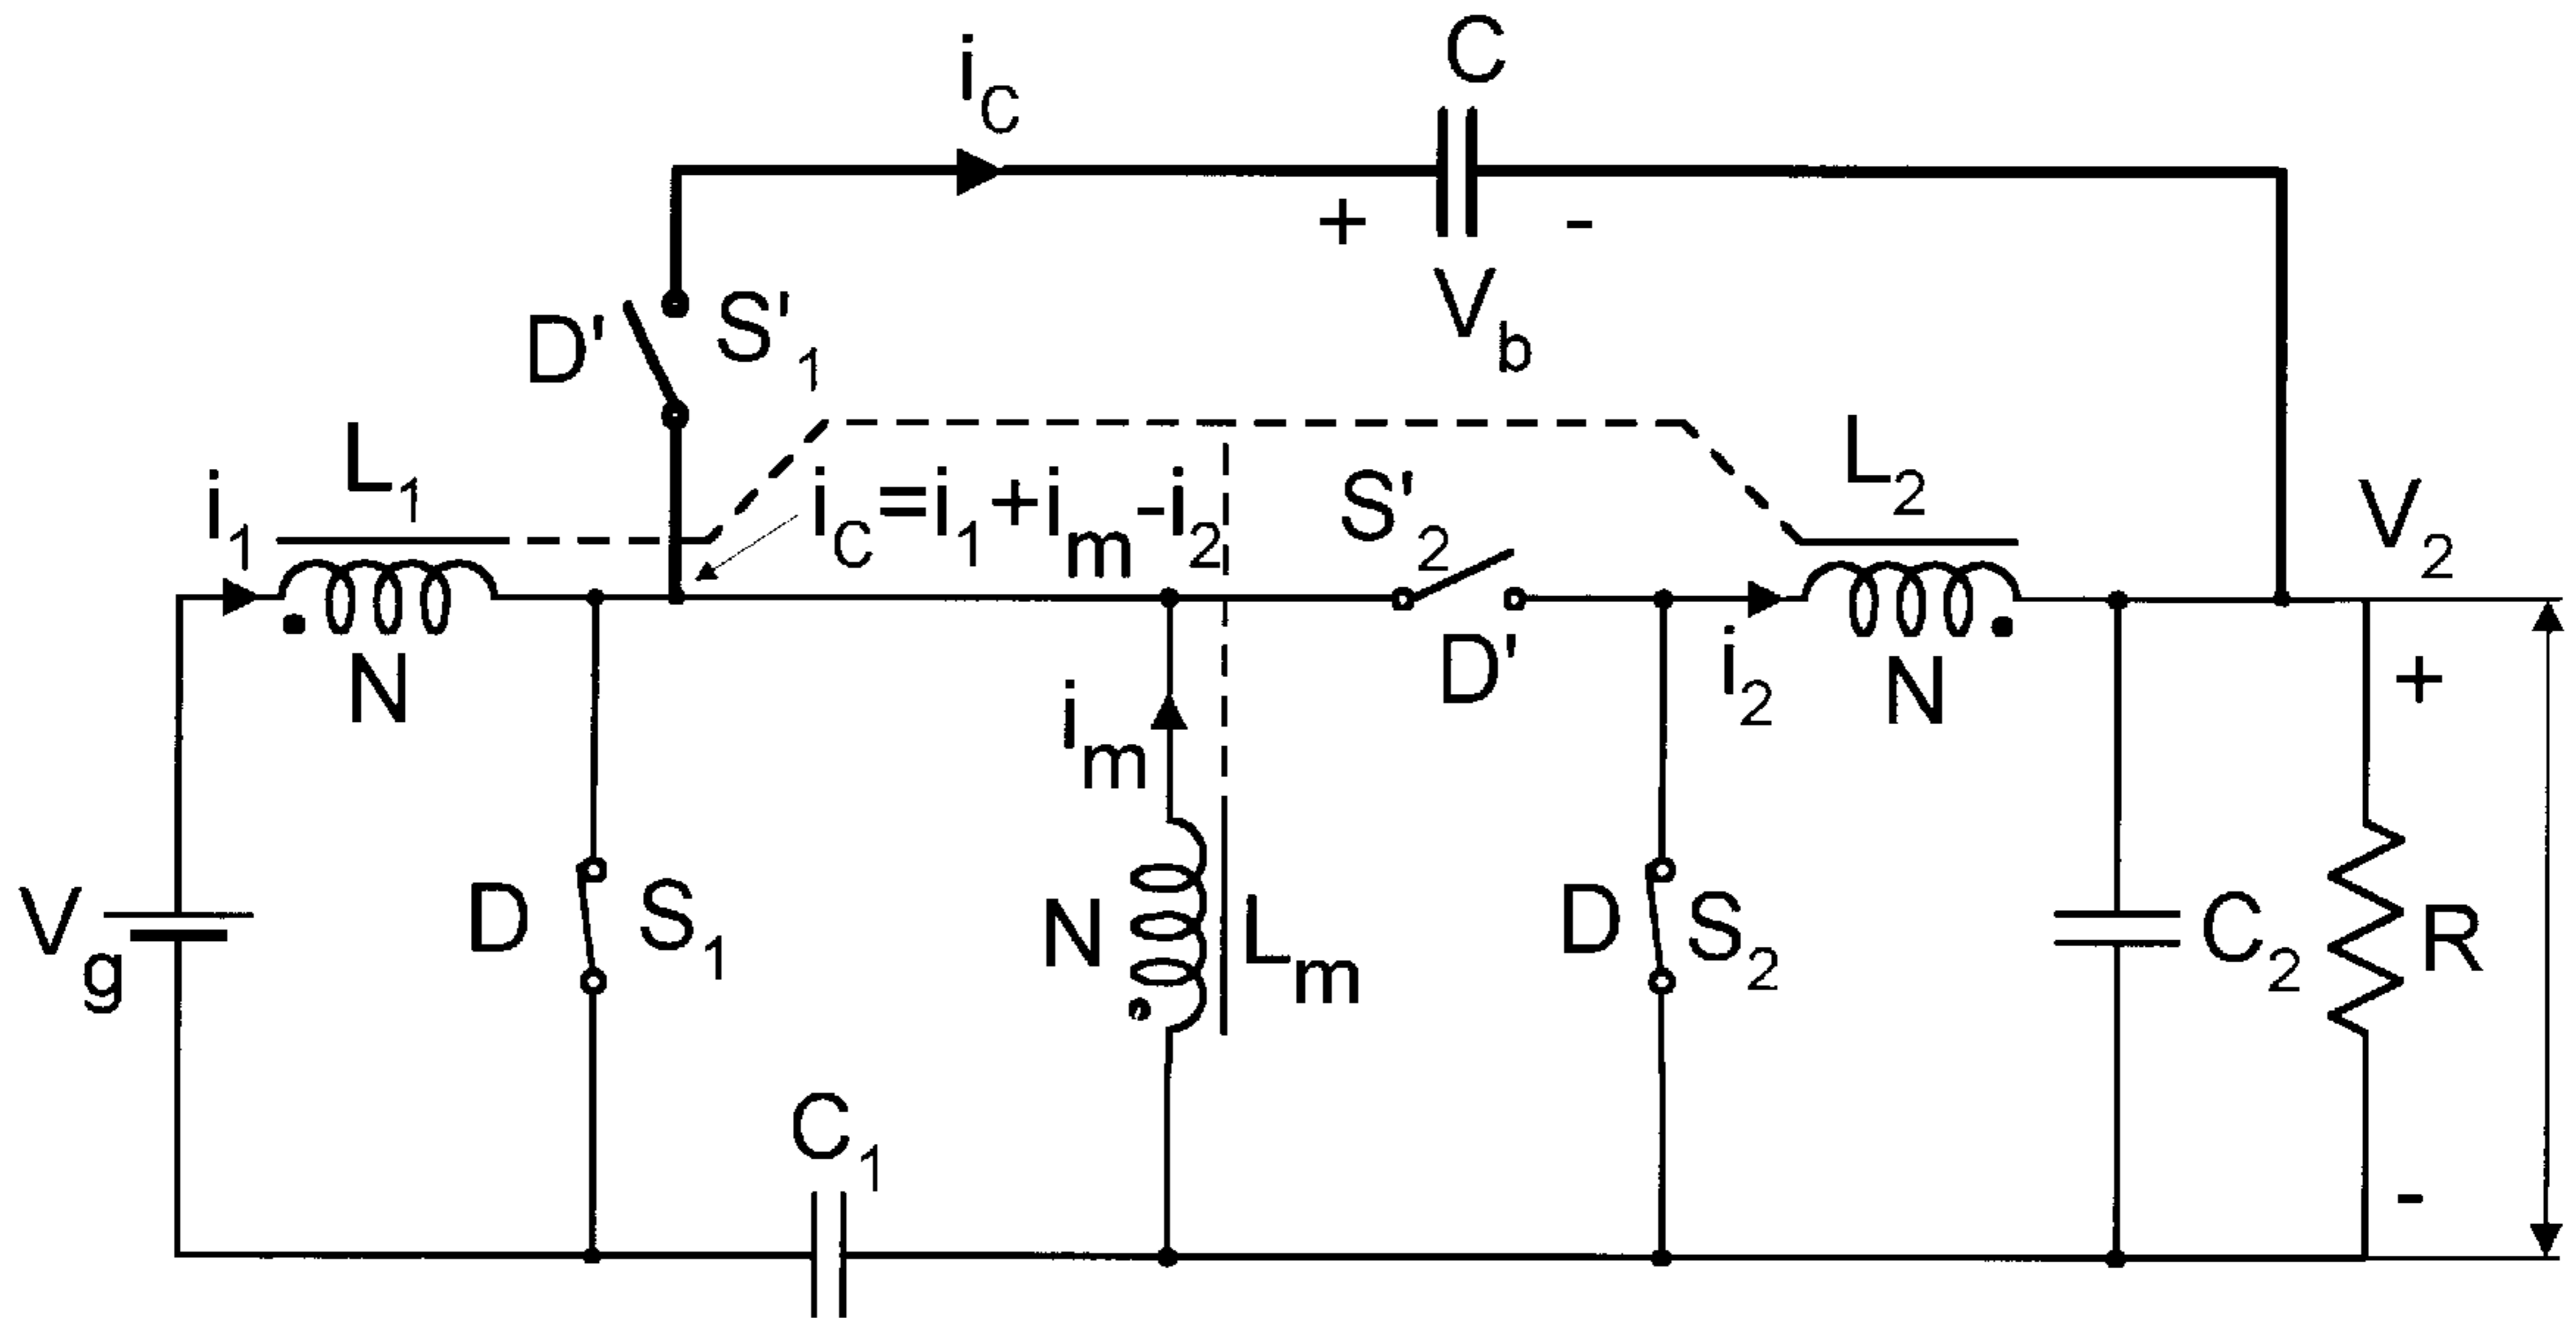 C
i_C
+ -
V_b
D' S'_1
L_1
i_1
i_C=i_1+i_m-i_2
S'_2
L_2
V_2
N
D'
i_2
N
+
i_m
V_g
D S_1
N
L_m
D S_2
C_2
R
C_1
-